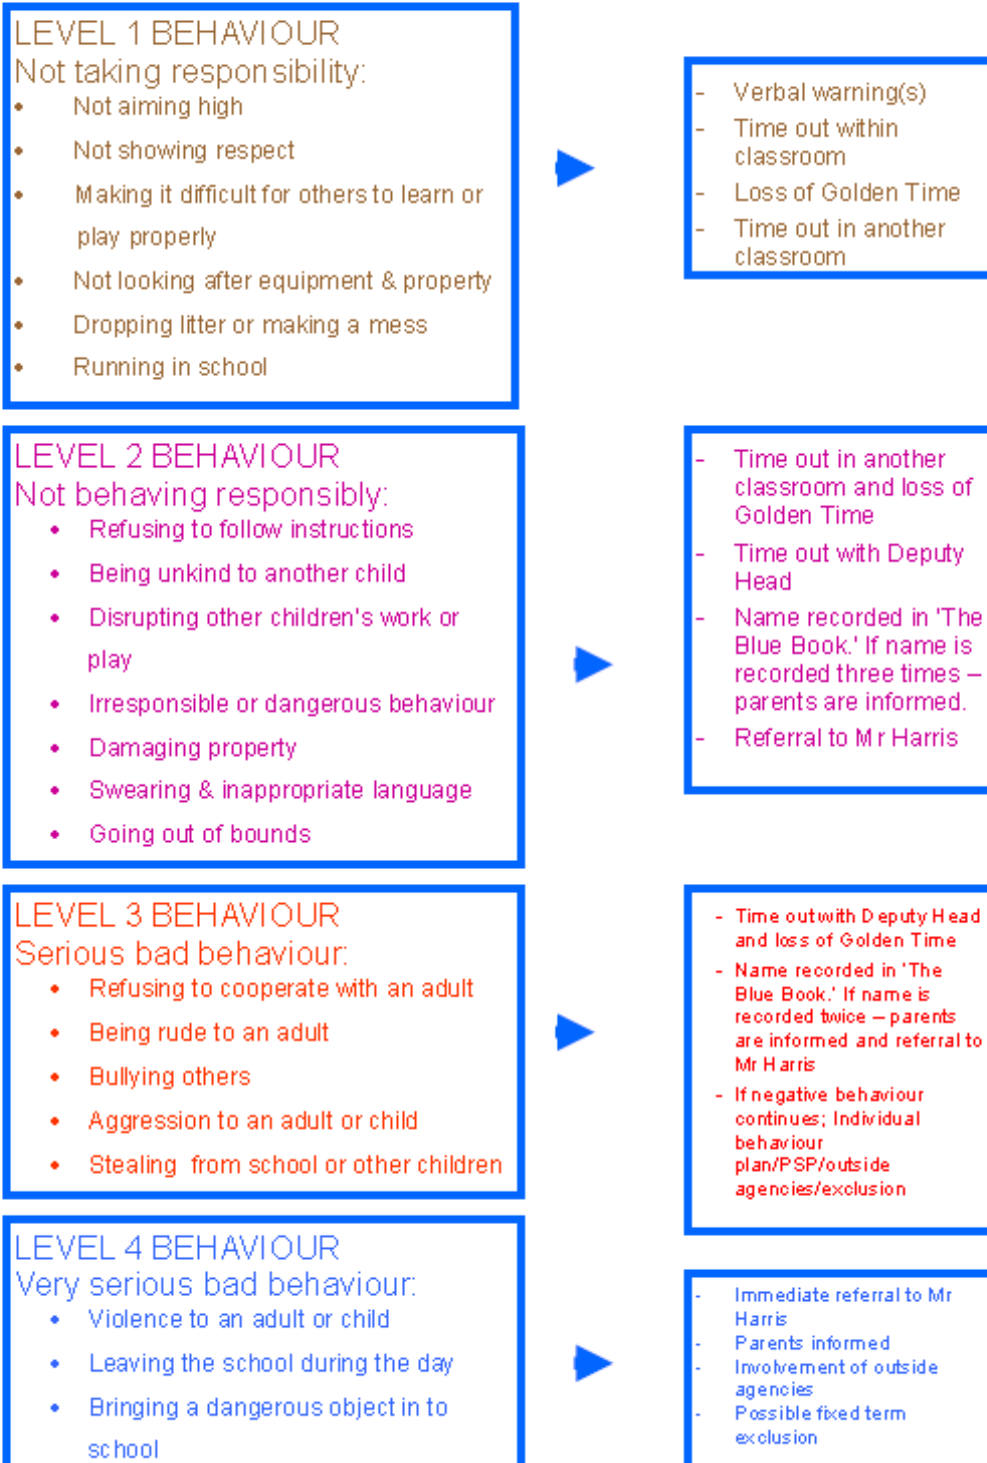 LEVEL 1 BEHAVIOUR
Not taking responsibility:
• Not aiming high
• Not showing respect
• Making it difficult for others to learn or
play properly
• Not looking after equipment & property
• Dropping litter or making a mess
• Running in school
- Verbal warning(s)
- Time out within
classroom
- Loss of Golden Time
- Time out in another
classroom
LEVEL 2 BEHAVIOUR
Not behaving responsibly:
• Refusing to follow instructions
• Being unkind to another child
• Disrupting other children's work or
play
• Irresponsible or dangerous behaviour
• Damaging property
• Swearing & inappropriate language
• Going out of bounds
- Time out in another
classroom and loss of
Golden Time
- Time out with Deputy
Head
- Name recorded in 'The
Blue Book.' If name is
recorded three times –
parents are informed.
- Referral to Mr Harris
LEVEL 3 BEHAVIOUR
Serious bad behaviour:
• Refusing to cooperate with an adult
• Being rude to an adult
• Bullying others
• Aggression to an adult or child
• Stealing from school or other children
- Time out with Deputy Head
and loss of Golden Time
- Name recorded in 'The
Blue Book.' If name is
recorded twice – parents
are informed and referral to
Mr Harris
- If negative behaviour
continues; Individual
behaviour
plan/PSP/outside
agencies/exclusion
LEVEL 4 BEHAVIOUR
Very serious bad behaviour:
• Violence to an adult or child
• Leaving the school during the day
• Bringing a dangerous object in to
school
- Immediate referral to Mr
Harris
- Parents informed
- Involvement of outside
agencies
- Possible fixed term
exclusion